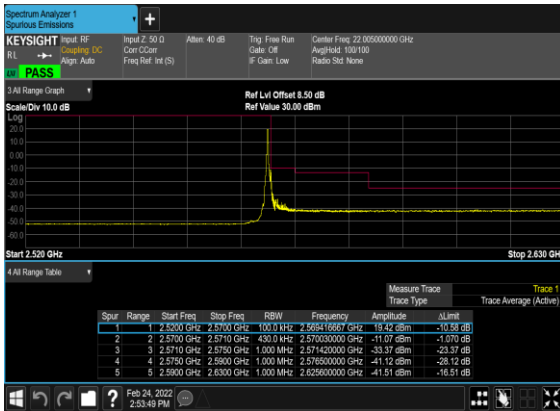 Spectrum Analyzer 1
Spurious Emissions
+
KEYSIGHT Input: RF Input Z: 50 Ω Atten: 40 dB Trig: Free Run Center Freq: 22.005000000 GHz
RL Coupling: DC Corr CCorr Gate: Off Avg|Hold: 100/100
Align: Auto Freq Ref: Int (S) IF Gain: Low Radio Std: None
PASS
3 All Range Graph
Ref Lvl Offset 8.50 dB
Scale/Div 10.0 dB Ref Value 30.00 dBm
Log
20.0
10.0
0.00
-10.0
-20.0
-30.0
-40.0
-50.0
-60.0
Start 2.520 GHz Stop 2.630 GH
4 All Range Table
Measure Trace Trace 1
Trace Type Trace Average (Active)
Spur Range Start Freq Stop Freq RBW Frequency Amplitude ΔLimit
1 1 2.5200 GHz 2.5700 GHz 100.0 kHz 2.569416667 GHz 19.42 dBm -10.58 dB
2 2 2.5700 GHz 2.5710 GHz 430.0 kHz 2.570030000 GHz -11.07 dBm -1.070 dB
3 3 2.5710 GHz 2.5750 GHz 1.000 MHz 2.571420000 GHz -33.37 dBm -23.37 dB
4 4 2.5750 GHz 2.5900 GHz 1.000 MHz 2.576500000 GHz -41.12 dBm -28.12 dB
5 5 2.5900 GHz 2.6300 GHz 1.000 MHz 2.625600000 GHz -41.51 dBm -16.51 dB
? Feb 24, 2022
2:53:49 PM